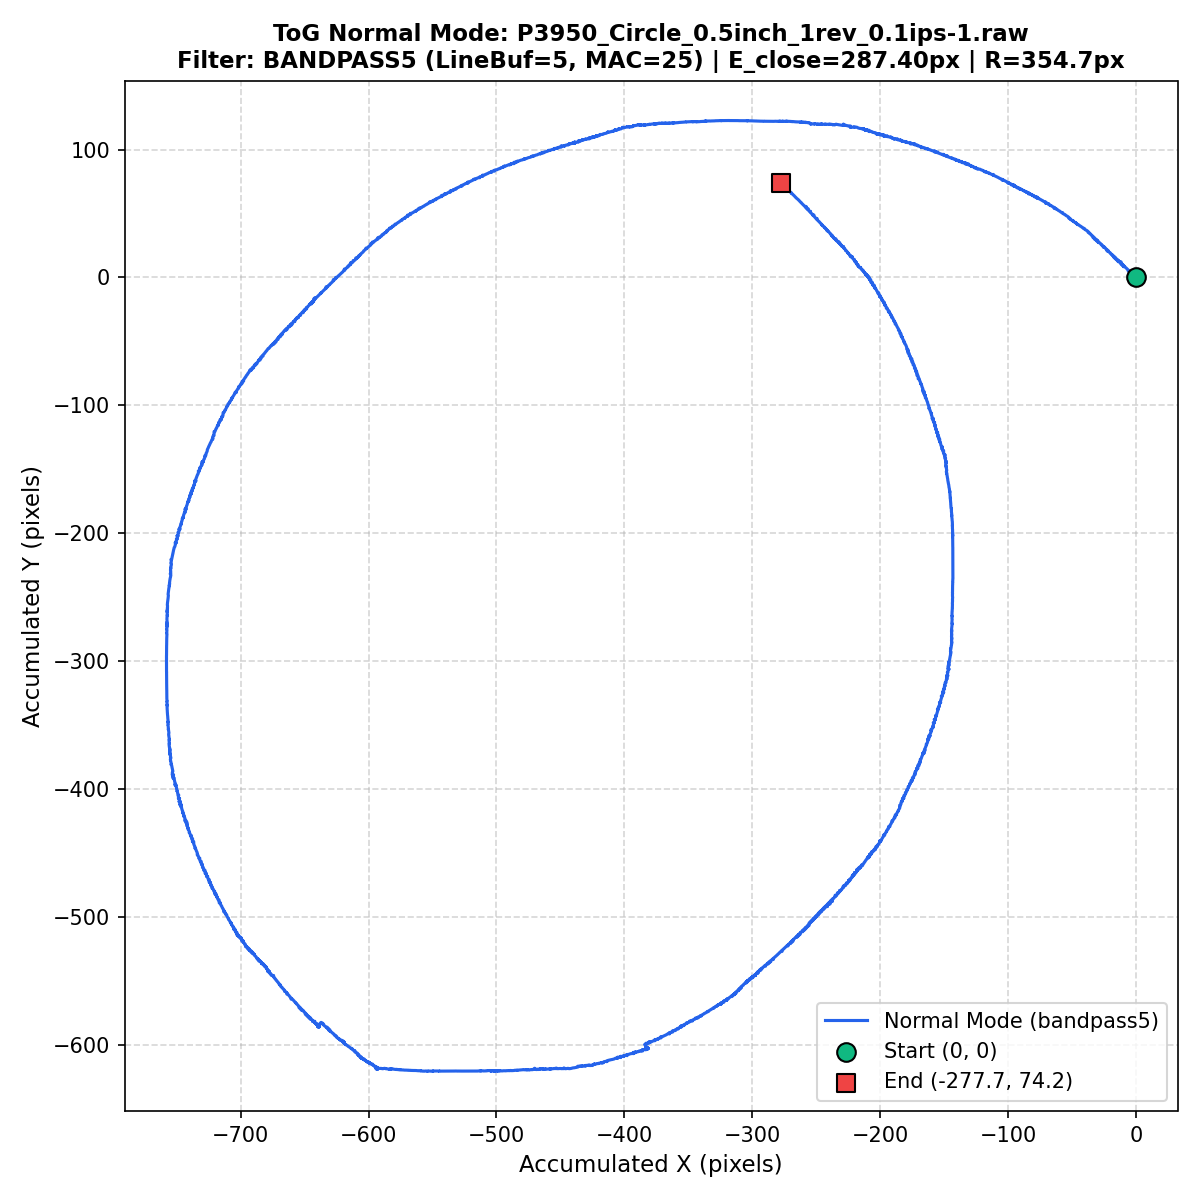 ToG Normal Mode: P3950_Circle_0.5inch_1rev_0.1ips-1.raw
Filter: BANDPASS5 (LineBuf=5, MAC=25) | E_close=287.40px | R=354.7px
Accumulated Y (pixels)
100
0
−100
−200
−300
−400
−500
−600
Normal Mode (bandpass5)
Start (0, 0)
End (-277.7, 74.2)
−700
−600
−500
−400
−300
−200
−100
0
Accumulated X (pixels)